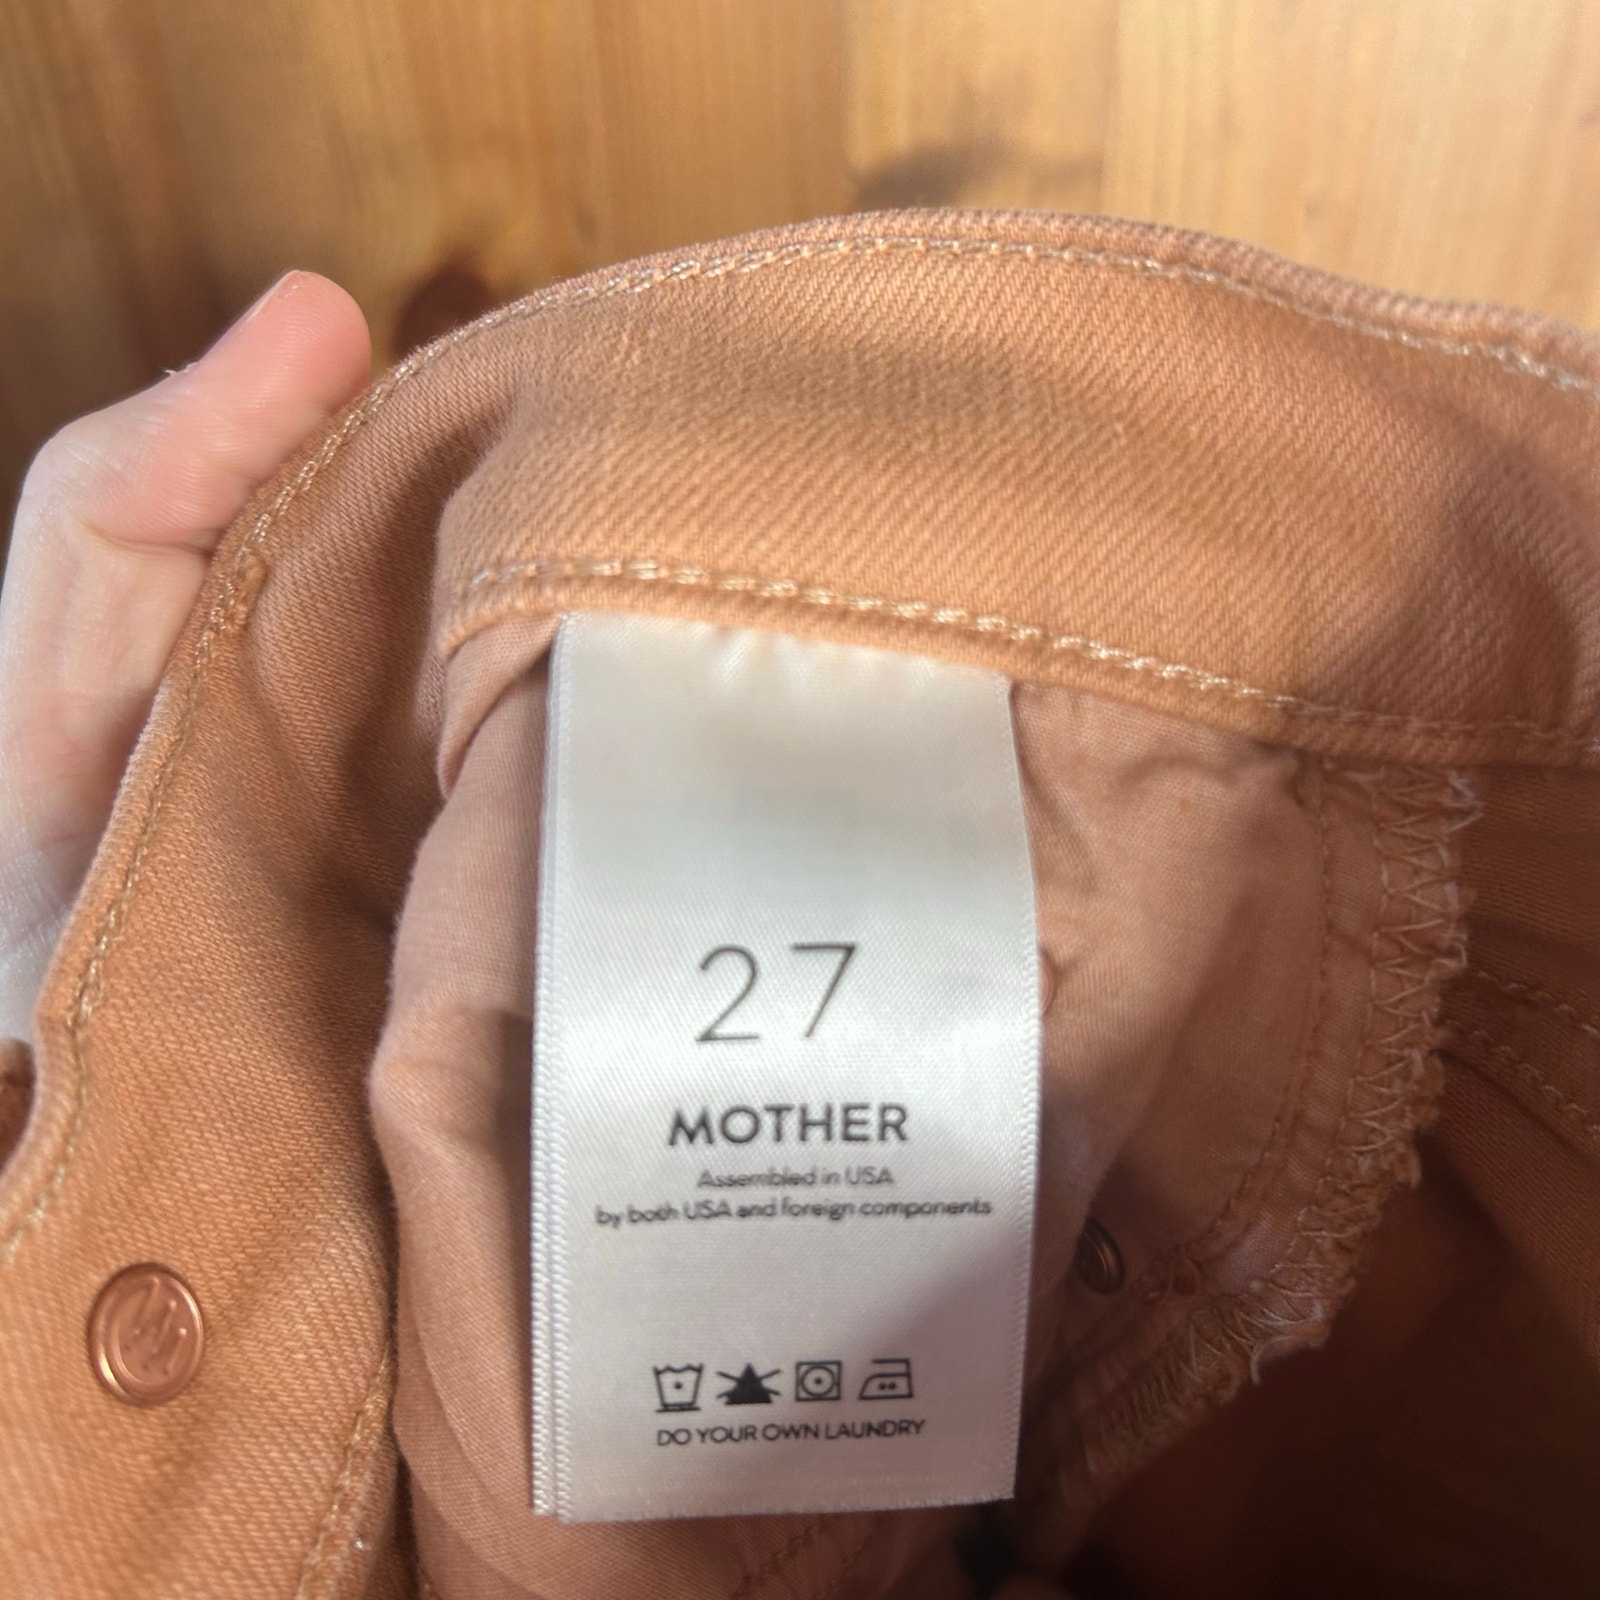 27
MOTHER
Assembled in USA
by both USA and foreign components
DO YOUR OWN LAUNDRY